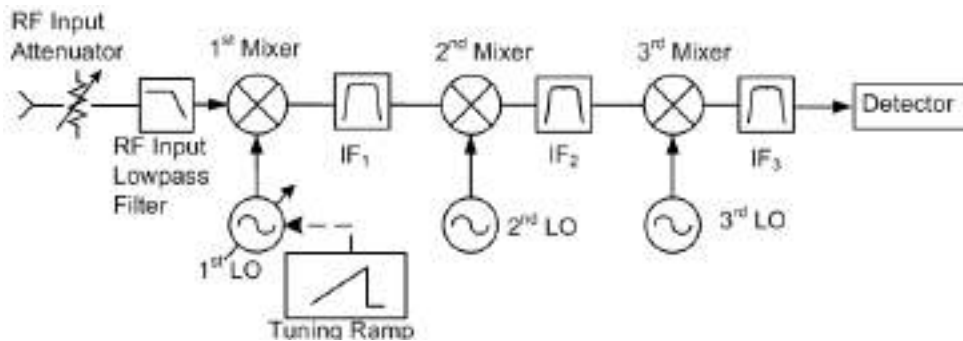 RF Input
Attenuator
1st Mixer
2nd Mixer
3rd Mixer
Detector
RF Input
Lowpass
Filter
IF1
IF2
IF3
1st LO
2nd LO
3rd LO
Tuning Ramp